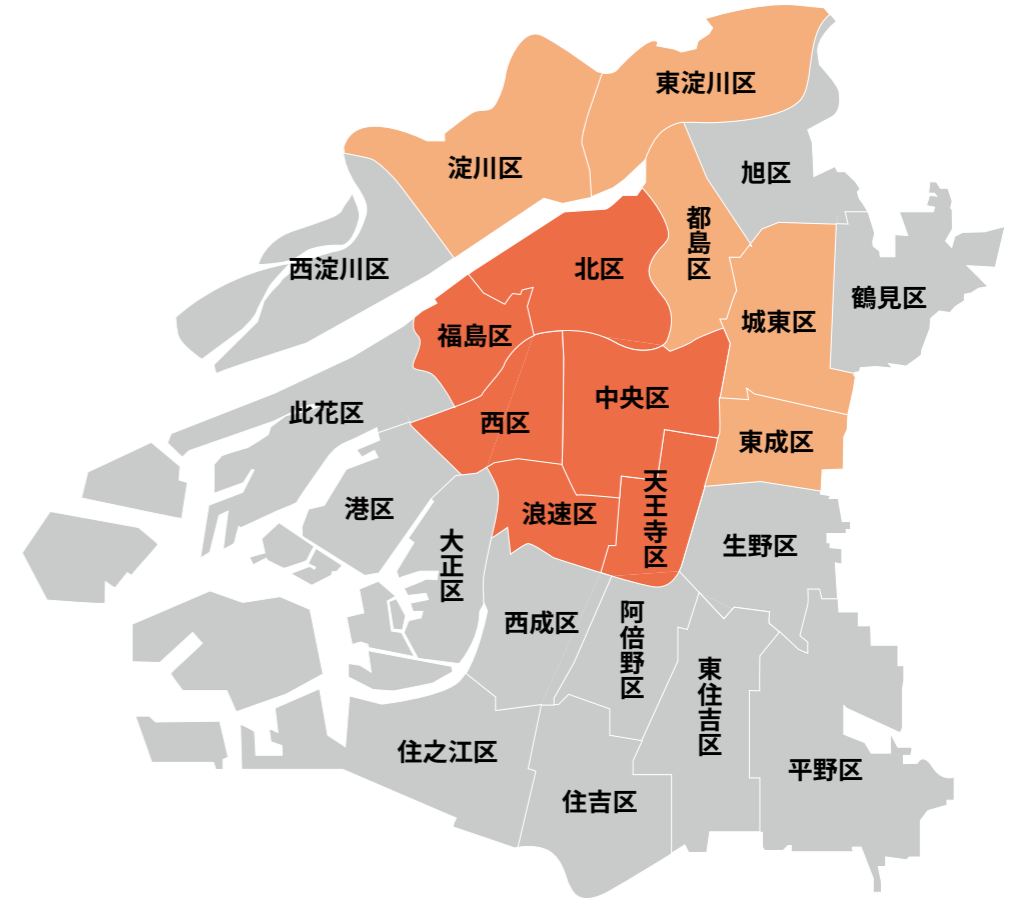 東淀川区
淀川区
旭区
都島区
西淀川区
北区
鶴見区
城東区
福島区
中央区
此花区
西区
東成区
天王寺区
港区
浪速区
大正区
生野区
西成区
阿倍野区
東住吉区
住之江区
平野区
住吉区